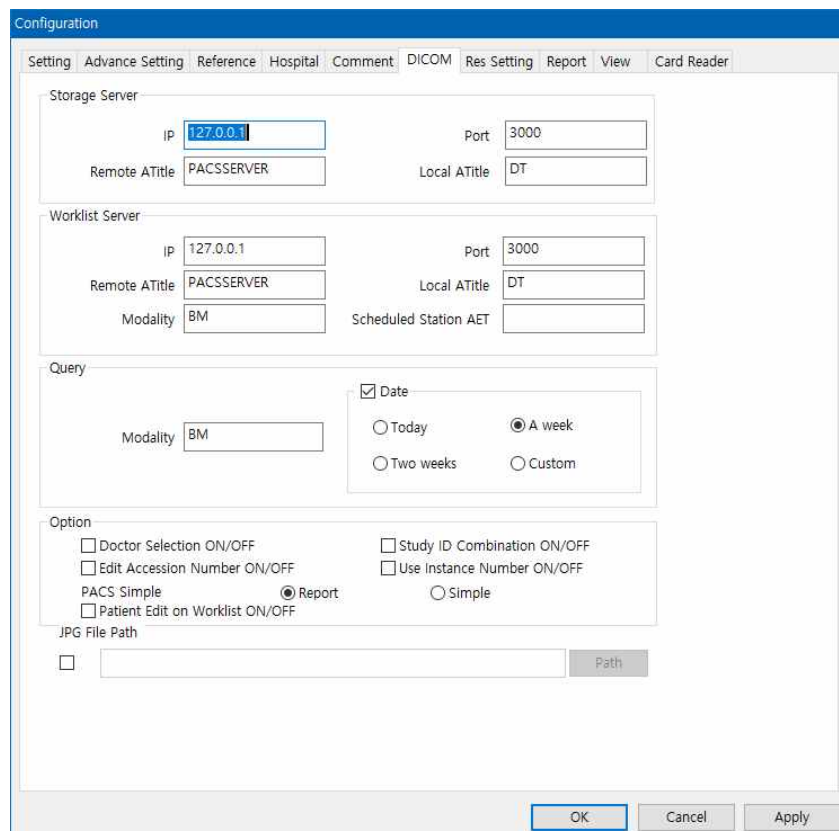 Configuration
Setting Advance Setting Reference Hospital Comment DICOM Res Setting Report View Card Reader
Storage Server
IP 127.0.0.1 Port 3000
Remote ATitle PACSSERVER Local ATitle DT
Worklist Server
IP 127.0.0.1 Port 3000
Remote ATitle PACSSERVER Local ATitle DT
Modality BM Scheduled Station AET
Query
Date
Modality BM
Today A week
Two weeks Custom
Option
Doctor Selection ON/OFF Study ID Combination ON/OFF
Edit Accession Number ON/OFF Use Instance Number ON/OFF
PACS Simple Report Simple
Patient Edit on Worklist ON/OFF
JPG File Path
Path
OK Cancel Apply